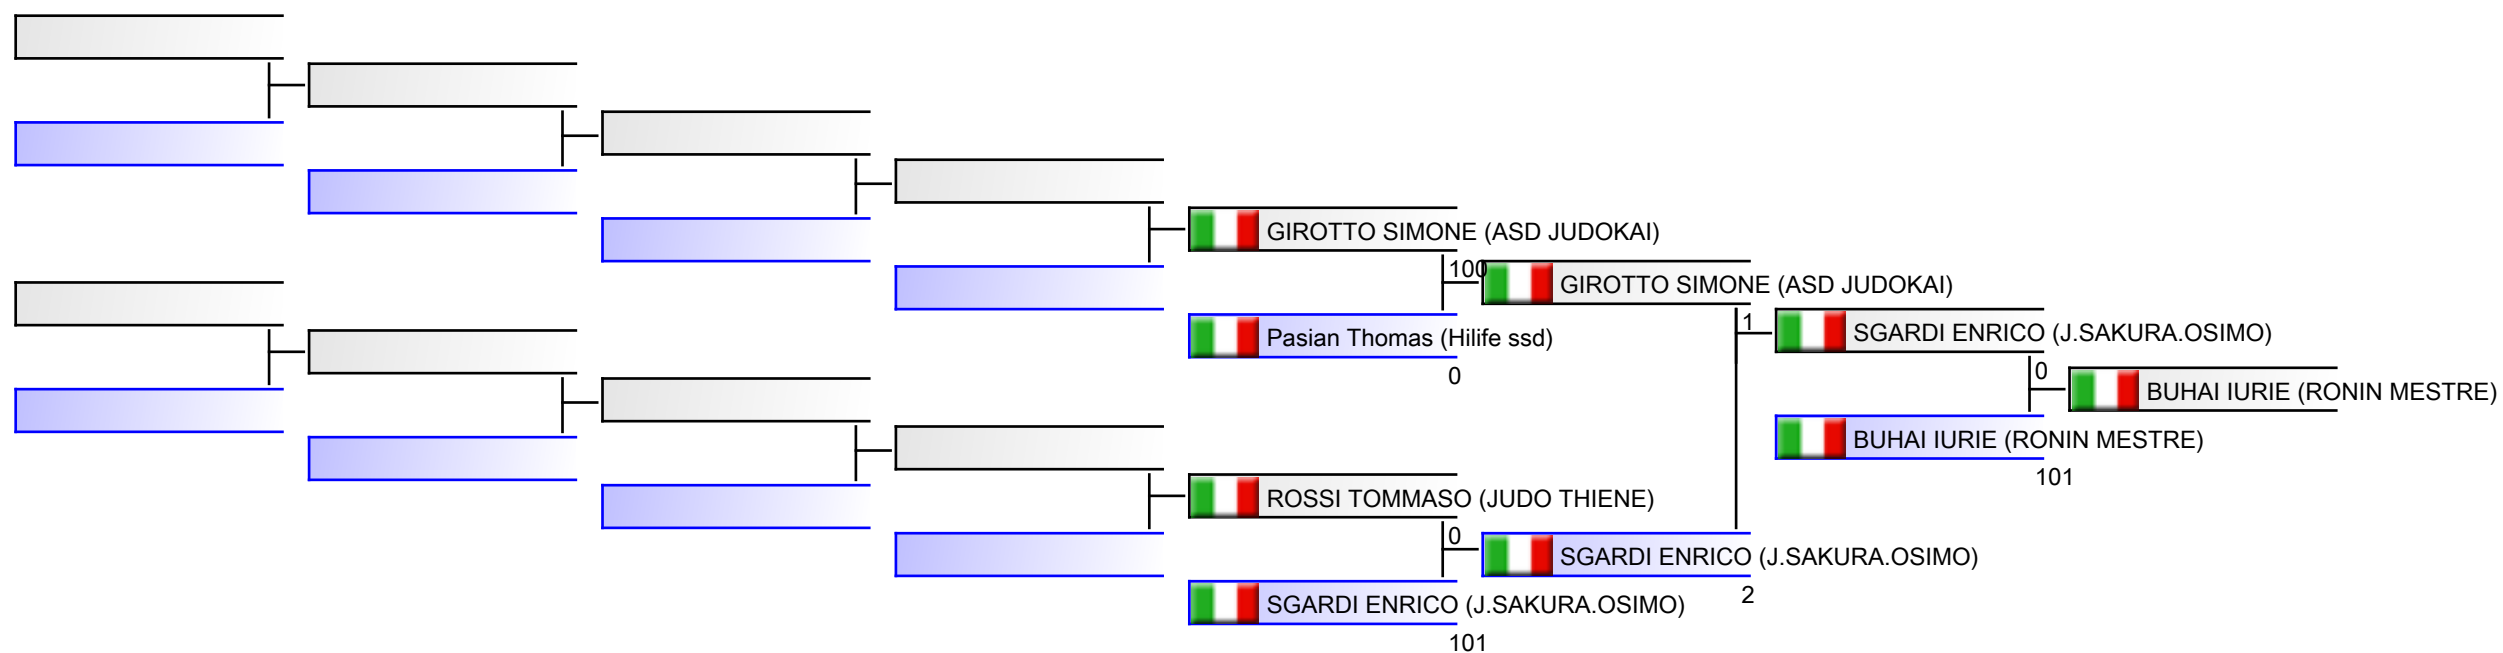 GIROTTO SIMONE (ASD JUDOKAI)
100
GIROTTO SIMONE (ASD JUDOKAI)
Pasian Thomas (Hilife ssd)
0
1
SGARDI ENRICO (J.SAKURA.OSIMO)
0
BUHAI IURIE (RONIN MESTRE)
BUHAI IURIE (RONIN MESTRE)
101
ROSSI TOMMASO (JUDO THIENE)
0
SGARDI ENRICO (J.SAKURA.OSIMO)
2
SGARDI ENRICO (J.SAKURA.OSIMO)
101